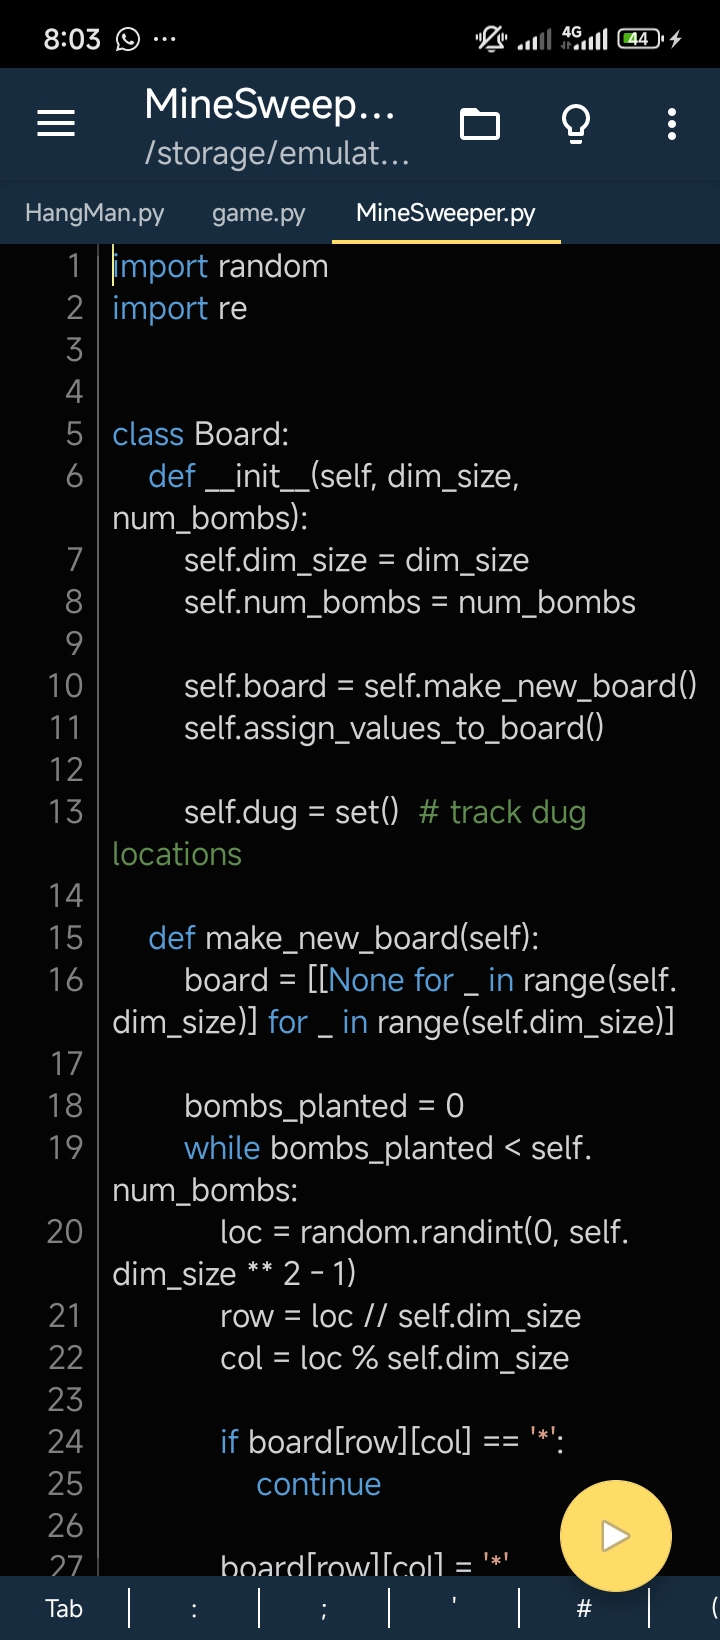 8:03 ...
4G 44
MineSweep...
/storage/emulat...
HangMan.py game.py MineSweeper.py
1 import random
2 import re
3
4
5 class Board:
6 def __init__(self, dim_size,
num_bombs):
7 self.dim_size = dim_size
8 self.num_bombs = num_bombs
9
10 self.board = self.make_new_board()
11 self.assign_values_to_board()
12
13 self.dug = set() # track dug
locations
14
15 def make_new_board(self):
16 board = [[None for _ in range(self.
dim_size)] for _ in range(self.dim_size)]
17
18 bombs_planted = 0
19 while bombs_planted < self.
num_bombs:
20 loc = random.randint(0, self.
dim_size ** 2 - 1)
21 row = loc // self.dim_size
22 col = loc % self.dim_size
23
24 if board[row][col] == '*':
25 continue
26
27 board[row][col] = '*'
Tab : ; ' # (